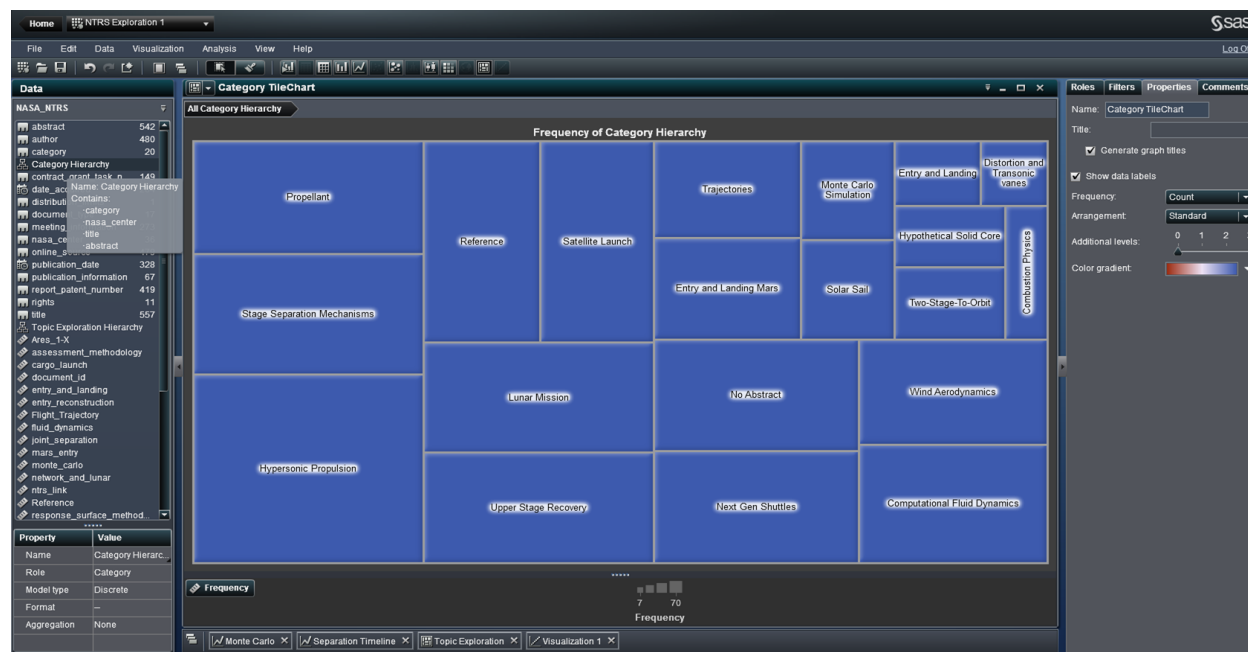 Home NTRS Exploration 1
sas
File Edit Data Visualization Analysis View Help
Log Of
Data
NASA_NTRS
abstract 542
author 480
category 20
Category Hierarchy
contract_grant_task_n... 149
date_acc
distributi
documen
meeting_
nasa_ce
online_source
publication_date 328
publication_information 67
report_patent_number 419
rights 11
title 557
Topic Exploration Hierarchy
Ares_1-X
assessment_methodology
cargo_launch
document_id
entry_and_landing
entry_reconstruction
Flight_Trajectory
fluid_dynamics
joint_separation
mars_entry
monte_carlo
network_and_lunar
ntrs_link
Reference
response_surface_method...
Name: Category Hierarchy
Contains:
·category
·nasa_center
·title
·abstract
Property Value
Name Category Hierarc...
Role Category
Model type Discrete
Format –
Aggregation None
Category TileChart
All Category Hierarchy
Frequency of Category Hierarchy
Propellant
Stage Separation Mechanisms
Hypersonic Propulsion
Reference
Satellite Launch
Lunar Mission
Upper Stage Recovery
Trajectories
Monte Carlo
Simulation
Entry and Landing Mars
Solar Sail
Entry and Landing
Distortion and
Transonic
vanes
Hypothetical Solid Core
Two-Stage-To-Orbit
Combustion Physics
No Abstract
Wind Aerodynamics
Next Gen Shuttles
Computational Fluid Dynamics
Frequency
7 70
Frequency
Monte Carlo Separation Timeline Topic Exploration Visualization 1
Roles Filters Properties Comments
Name: Category TileChart
Title:
Generate graph titles
Show data labels
Frequency: Count
Arrangement: Standard
Additional levels: 0 1 2
Color gradient: